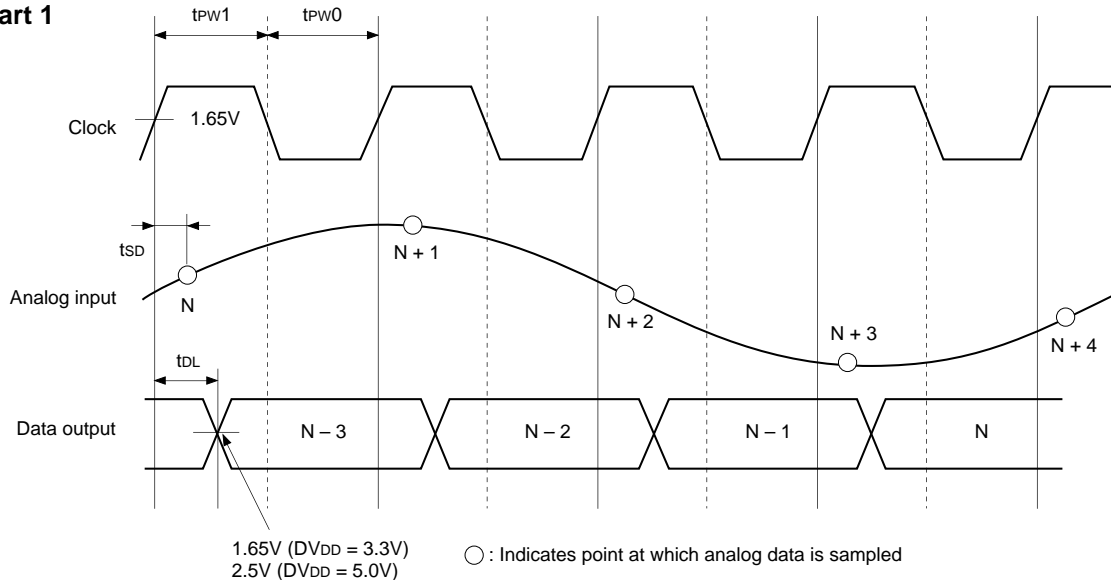 art 1
tPW1
tPW0
Clock
1.65V
tSD
N + 1
Analog input
N
N + 2
N + 3
N + 4
tDL
Data output
N – 3
N – 2
N – 1
N
1.65V (DVDD = 3.3V)
2.5V (DVDD = 5.0V)
: Indicates point at which analog data is sampled